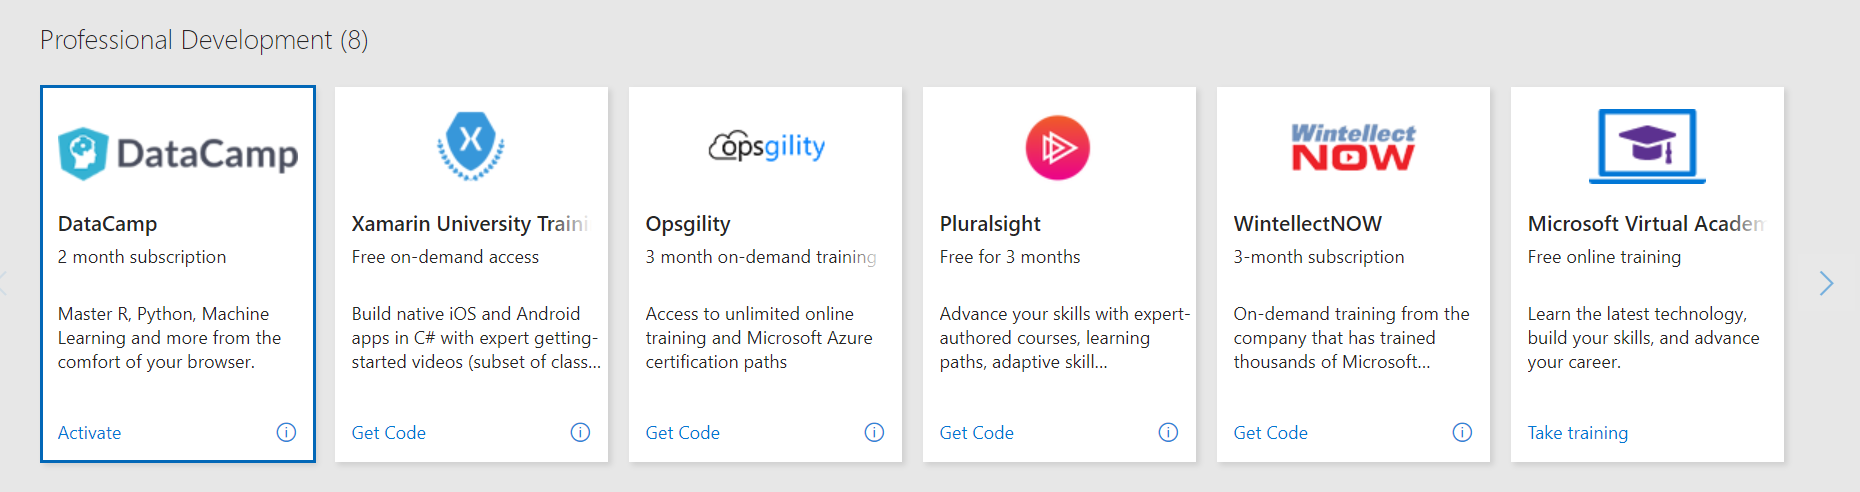 Professional Development (8)
DataCamp
DataCamp
2 month subscription
Master R, Python, Machine
Learning and more from the
comfort of your browser.
Activate
X
Xamarin University Traini
Free on-demand access
Build native iOS and Android
apps in C# with expert getting-
started videos (subset of class...
Get Code
opsgility
Opsgility
3 month on-demand training
Access to unlimited online
training and Microsoft Azure
certification paths
Get Code
Pluralsight
Free for 3 months
Advance your skills with expert-
authored courses, learning
paths, adaptive skill...
Get Code
Wintellect
NOW
WintellectNOW
3-month subscription
On-demand training from the
company that has trained
thousands of Microsoft...
Get Code
Microsoft Virtual Academ
Free online training
Learn the latest technology,
build your skills, and advance
your career.
Take training